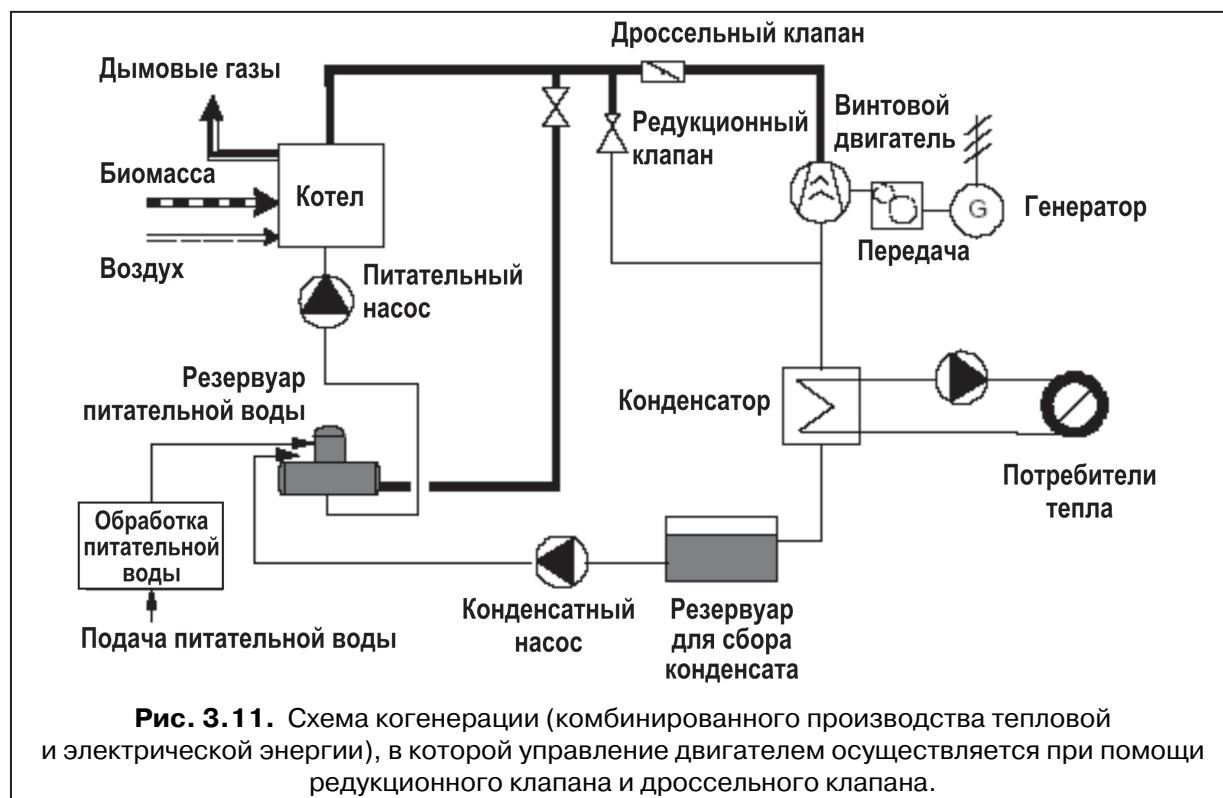 Дроссельный клапан
Дымовые газы
Винтовой
двигатель
Редукционный
клапан
Биомасса
Котел
G
Генератор
Воздух
Передача
Питательный
насос
Резервуар
питательной воды
Конденсатор
Потребители
тепла
Обработка
питательной
воды
Подача питательной воды
Конденсатный
насос
Резервуар
для сбора
конденсата
Рис. 3.11. Схема когенерации (комбинированного производства тепловой
и электрической энергии), в которой управление двигателем осуществляется при помощи
редукционного клапана и дроссельного клапана.